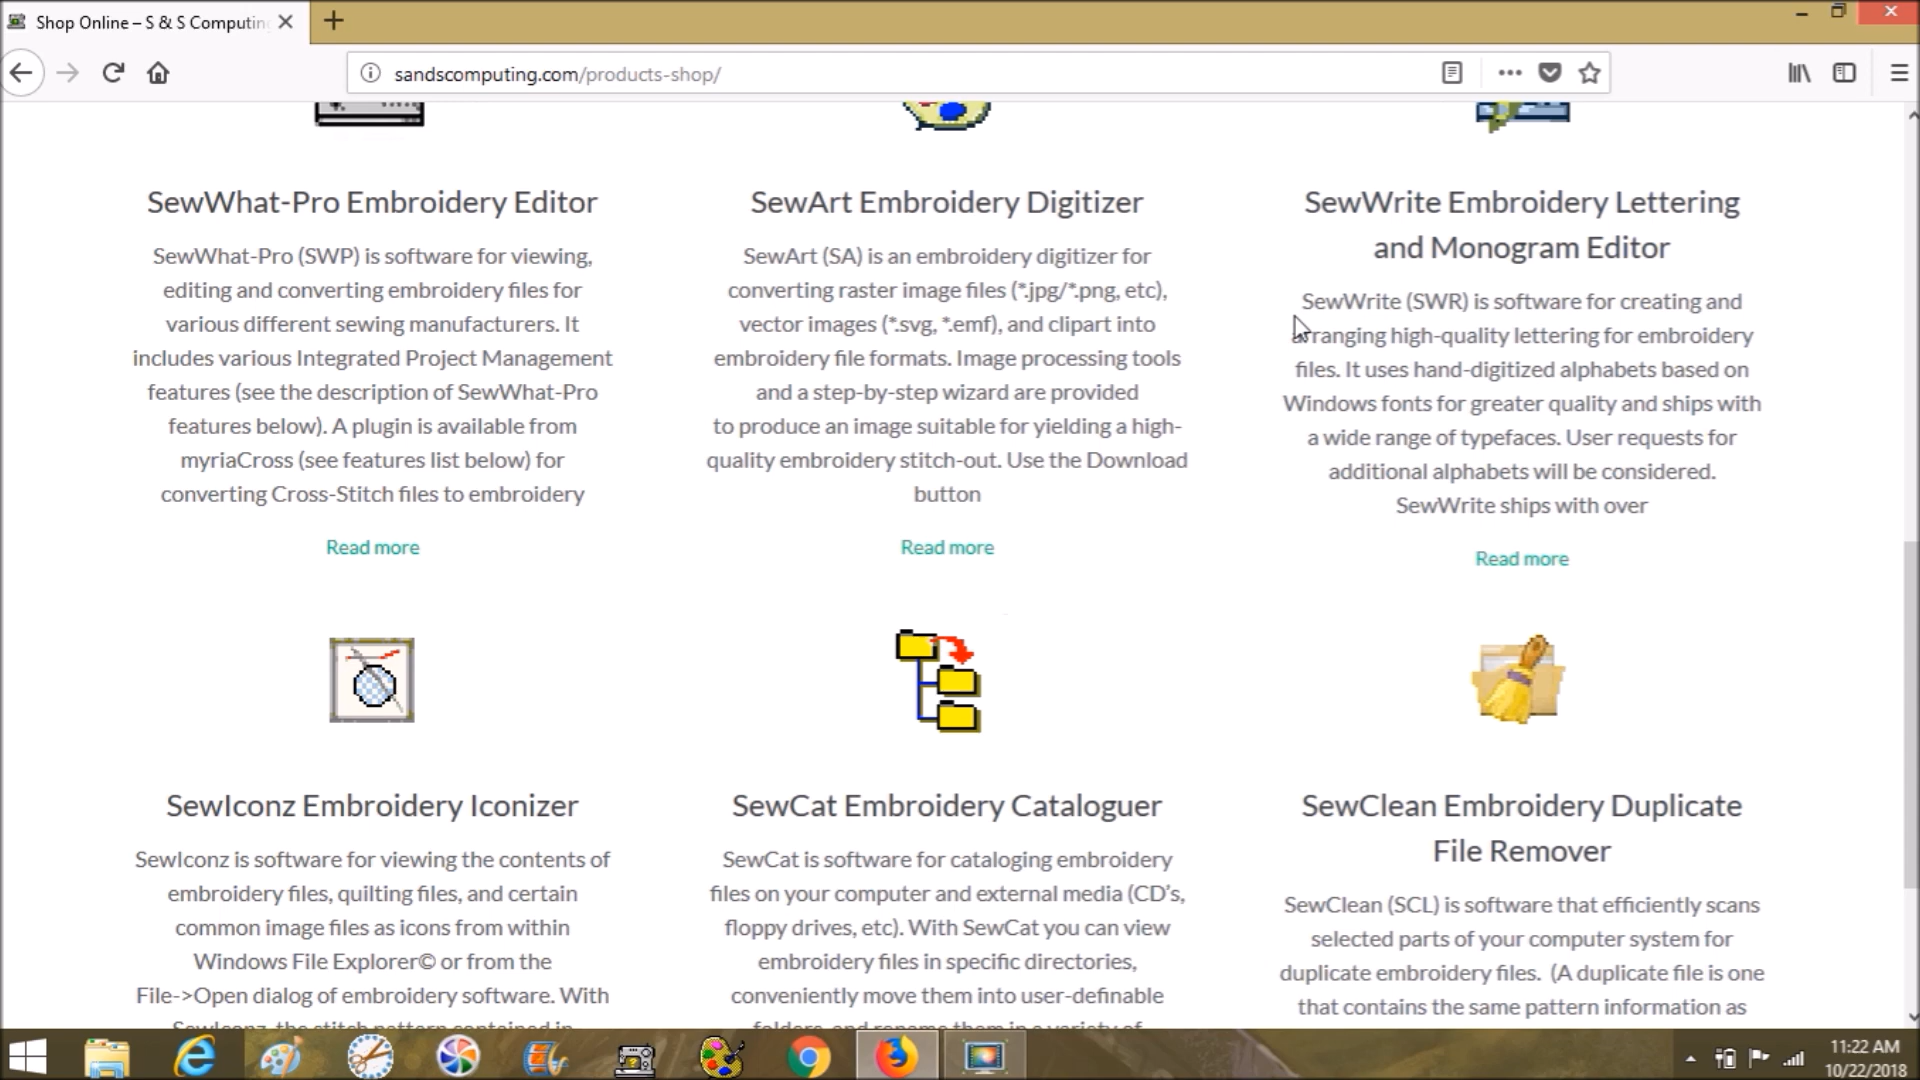 Shop Online – S & S Computing
sandscomputing.com/products-shop/
SewWhat-Pro Embroidery Editor
SewWhat-Pro (SWP) is software for viewing,
editing and converting embroidery files for
various different sewing manufacturers. It
includes various Integrated Project Management
features (see the description of SewWhat-Pro
features below). A plugin is available from
myriaCross (see features list below) for
converting Cross-Stitch files to embroidery
Read more
SewArt Embroidery Digitizer
SewArt (SA) is an embroidery digitizer for
converting raster image files (*.jpg/*.png, etc),
vector images (*.svg, *.emf), and clipart into
embroidery file formats. Image processing tools
and a step-by-step wizard are provided
to produce an image suitable for yielding a high-
quality embroidery stitch-out. Use the Download
button
Read more
SewWrite Embroidery Lettering
and Monogram Editor
SewWrite (SWR) is software for creating and
arranging high-quality lettering for embroidery
files. It uses hand-digitized alphabets based on
Windows fonts for greater quality and ships with
a wide range of typefaces. User requests for
additional alphabets will be considered.
SewWrite ships with over
Read more
SewIconz Embroidery Iconizer
SewIconz is software for viewing the contents of
embroidery files, quilting files, and certain
common image files as icons from within
Windows File Explorer© or from the
File->Open dialog of embroidery software. With
SewIconz, the stitch pattern contained in
SewCat Embroidery Cataloguer
SewCat is software for cataloging embroidery
files on your computer and external media (CD's,
floppy drives, etc). With SewCat you can view
embroidery files in specific directories,
conveniently move them into user-definable
folders, and rename them in a variety of
SewClean Embroidery Duplicate
File Remover
SewClean (SCL) is software that efficiently scans
selected parts of your computer system for
duplicate embroidery files. (A duplicate file is one
that contains the same pattern information as
11:22 AM
10/22/2018